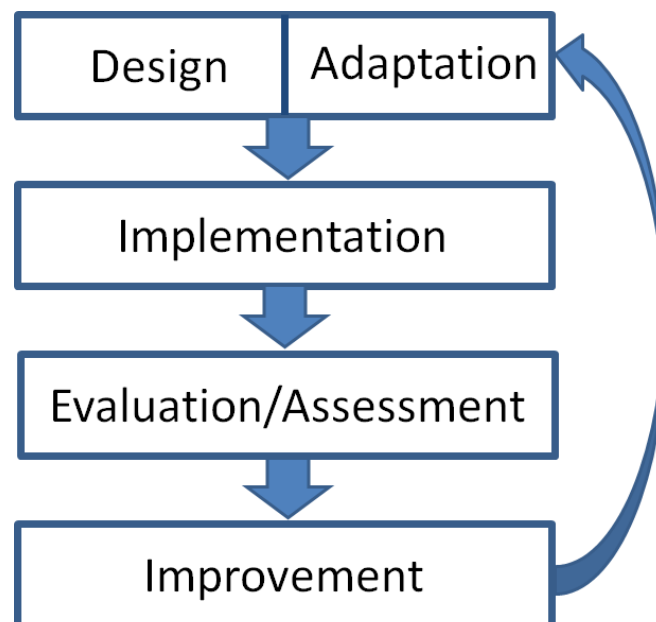 Design
Adaptation
Implementation
Evaluation/Assessment
Improvement